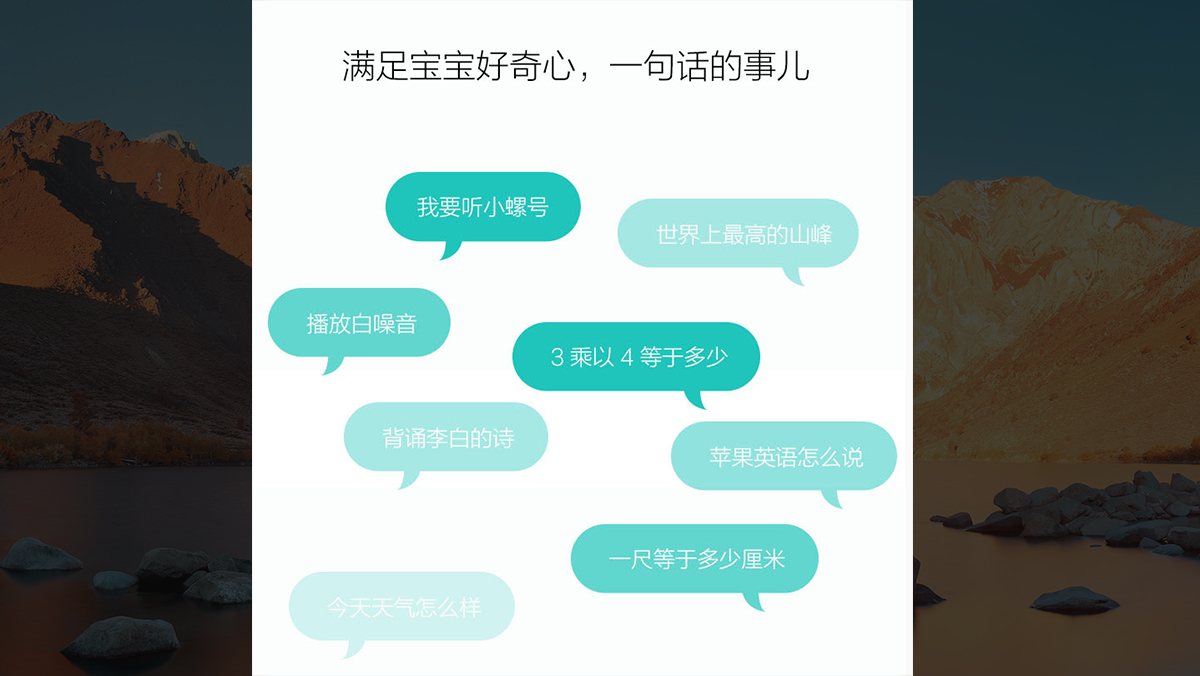 满足宝宝好奇心，一句话的事儿
我要听小螺号
世界上最高的山峰
播放白噪音
3 乘以 4 等于多少
背诵李白的诗
苹果英语怎么说
一尺等于多少厘米
今天天气怎么样